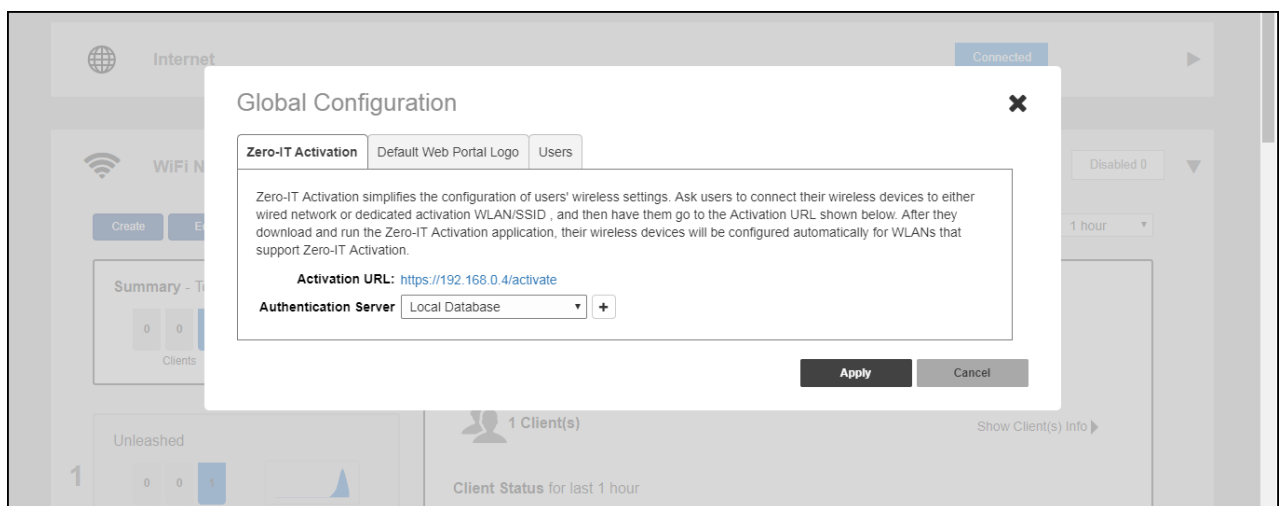 Internet
Connected
Global Configuration
Zero-IT Activation
Default Web Portal Logo
Users
WiFi N
Disabled 0
Zero-IT Activation simplifies the configuration of users' wireless settings. Ask users to connect their wireless devices to either
wired network or dedicated activation WLAN/SSID , and then have them go to the Activation URL shown below. After they
download and run the Zero-IT Activation application, their wireless devices will be configured automatically for WLANs that
support Zero-IT Activation.
Create
1 hour
Activation URL: https://192.168.0.4/activate
Authentication Server Local Database +
Summary - T
0 0
Clients
Apply
Cancel
1 Client(s)
Show Client(s) Info
Unleashed
1
0 0 1
Client Status for last 1 hour